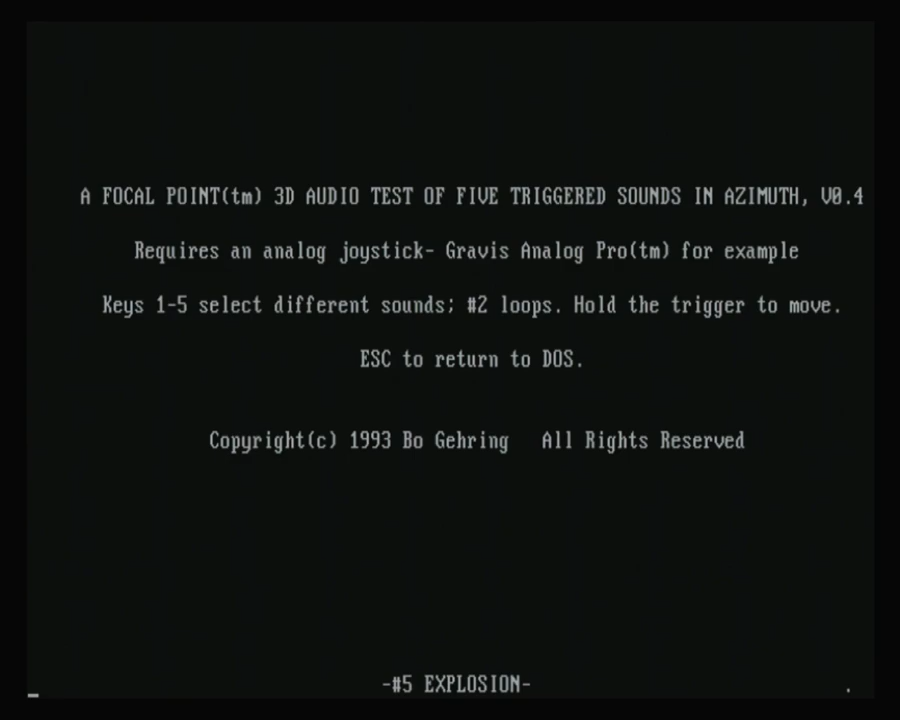 A FOCAL POINT(tm) 3D AUDIO TEST OF FIVE TRIGGERED SOUNDS IN AZIMUTH, V0.4
Requires an analog joystick- Gravis Analog Pro(tm) for example
Keys 1-5 select different sounds; #2 loops. Hold the trigger to move.
ESC to return to DOS.
Copyright(c) 1993 Bo Gehring   All Rights Reserved
-#5 EXPLOSION-
.